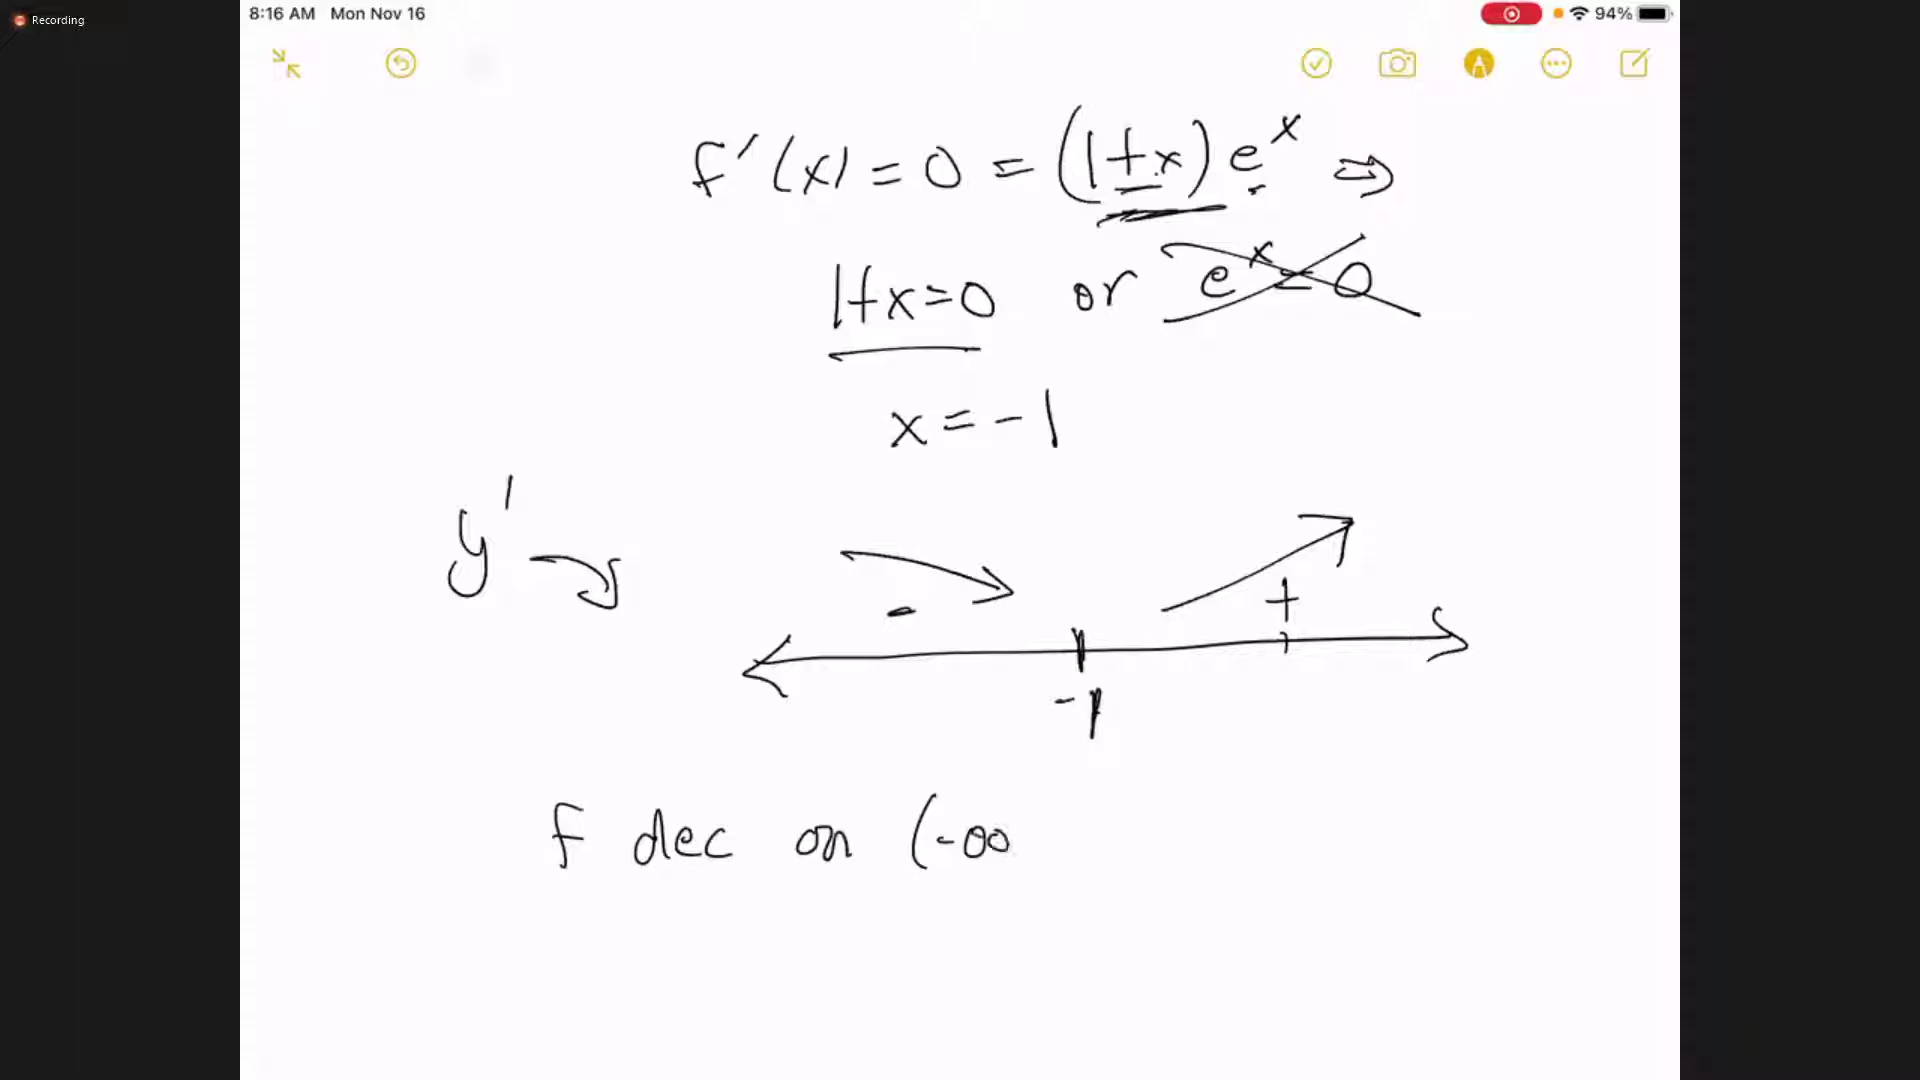 Recording
8:16 AM Mon Nov 16
94%
f'(x) = 0 = (1+x) e^x ⇒
1+x=0 or e^x = 0
x = -1
y'
- +
-1
f dec on (-∞